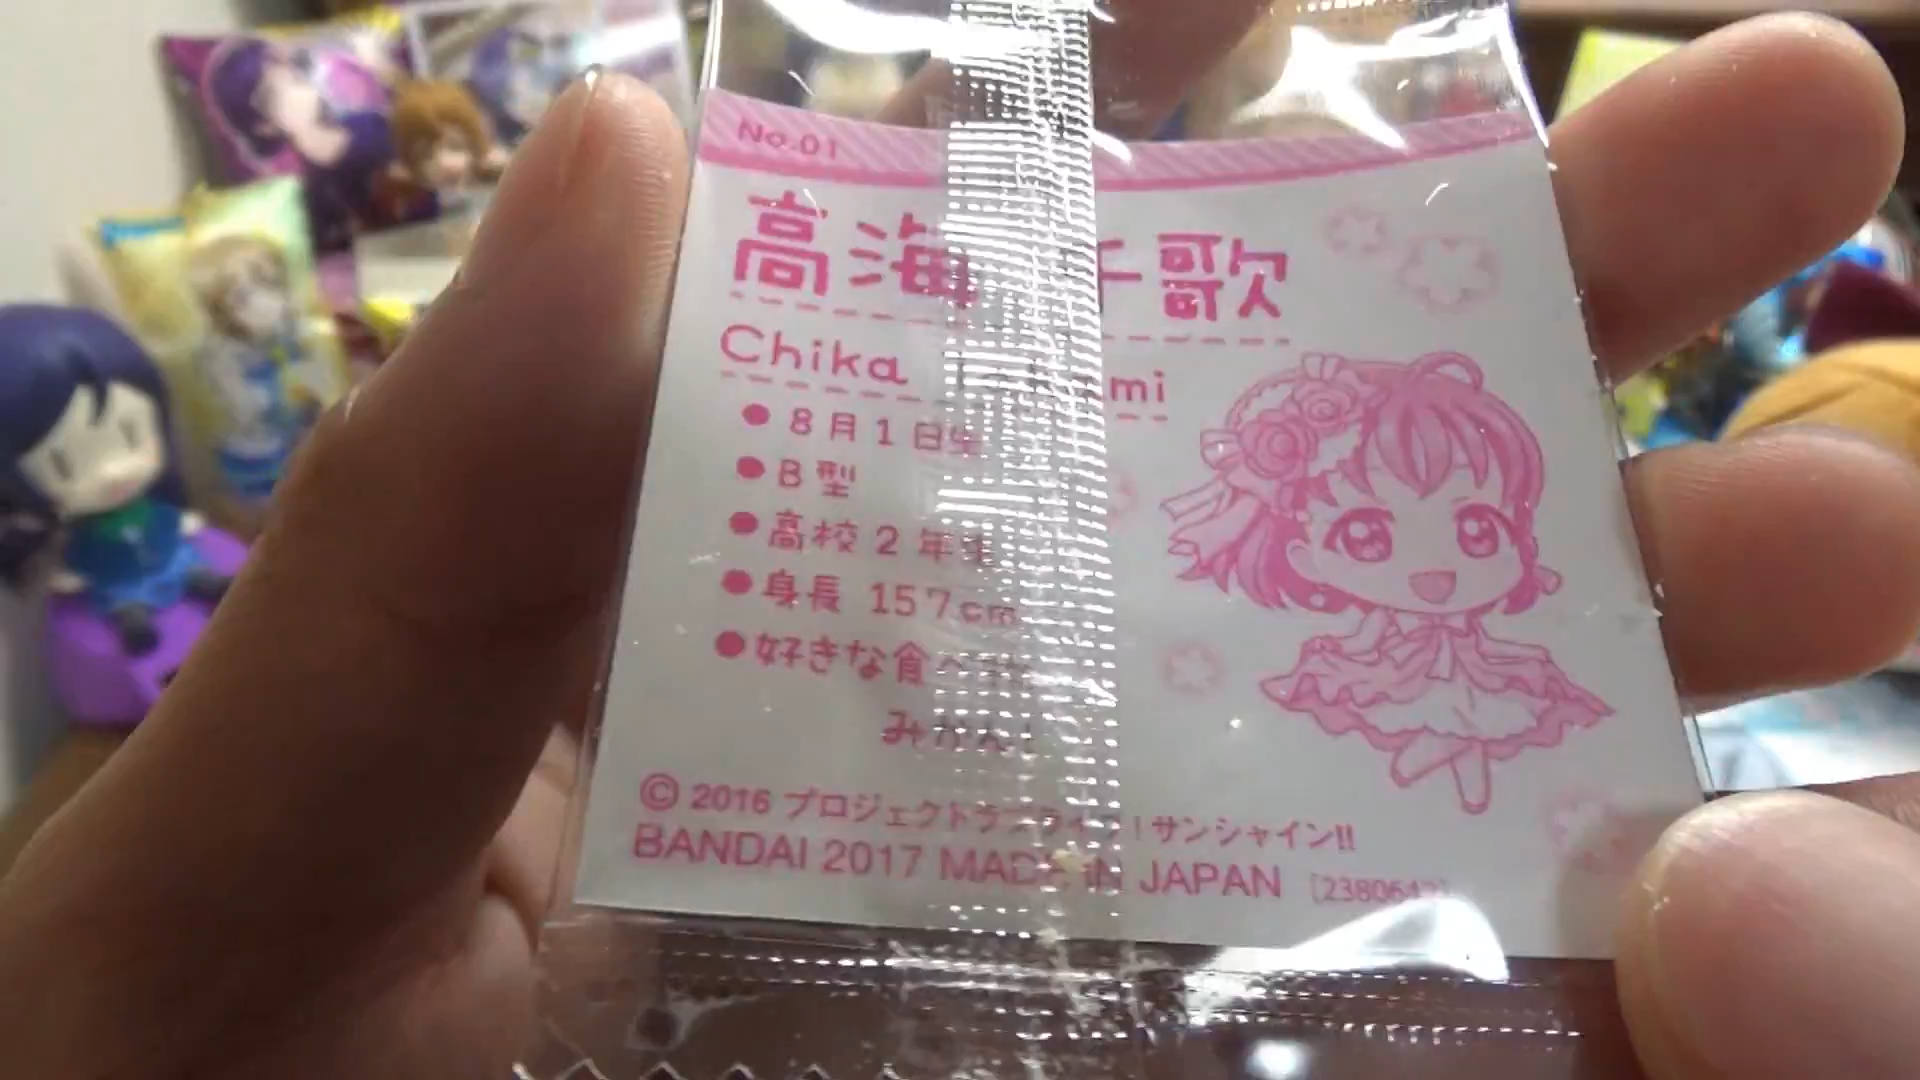 No.01
高海 千歌
Chika mi
●8月1日生
●B型
●高校2年生
●身長 157cm
●好きな食べ物
みかん!
© 2016 プロジェクトラブライブ!サンシャイン!!
BANDAI 2017 MADE IN JAPAN